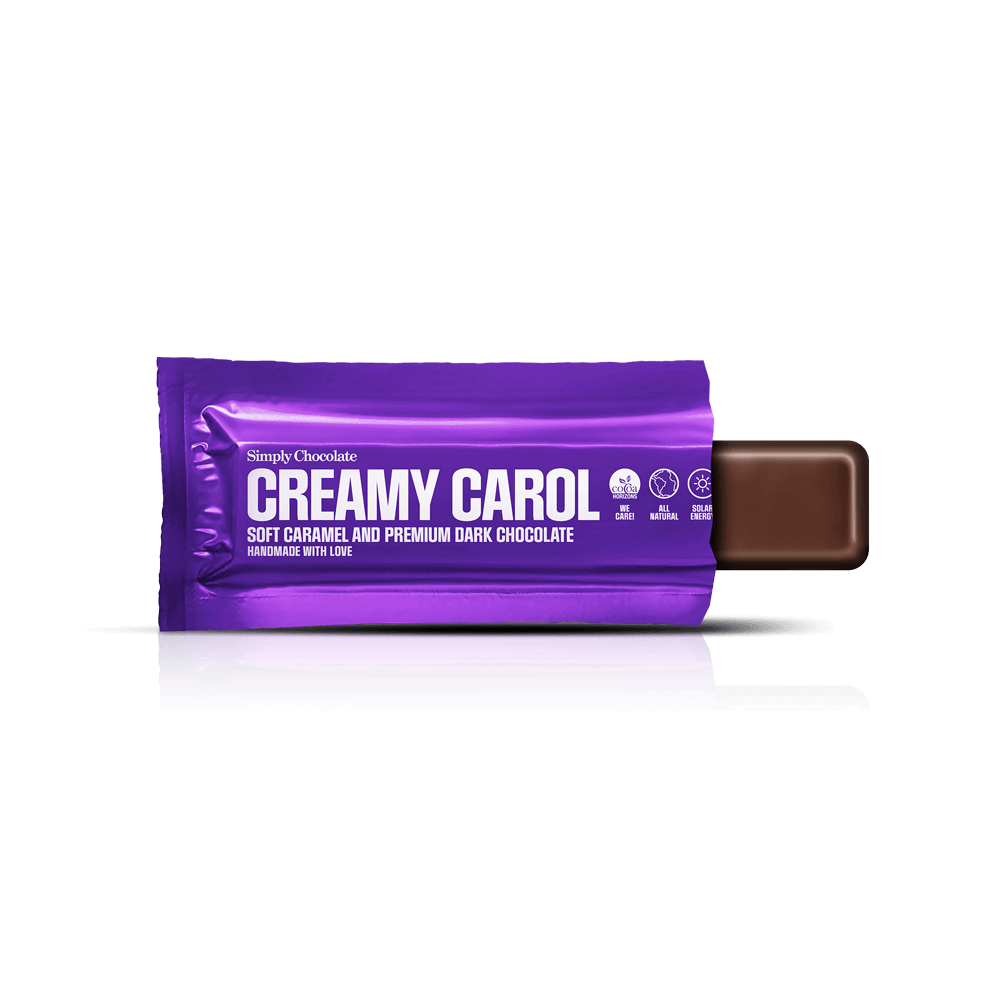 Simply Chocolate
CREAMY CAROL
SOFT CARAMEL AND PREMIUM DARK CHOCOLATE
HANDMADE WITH LOVE
cocoa
HORIZONS
WE
CARE!
ALL
NATURAL
SOLAR
ENERGY